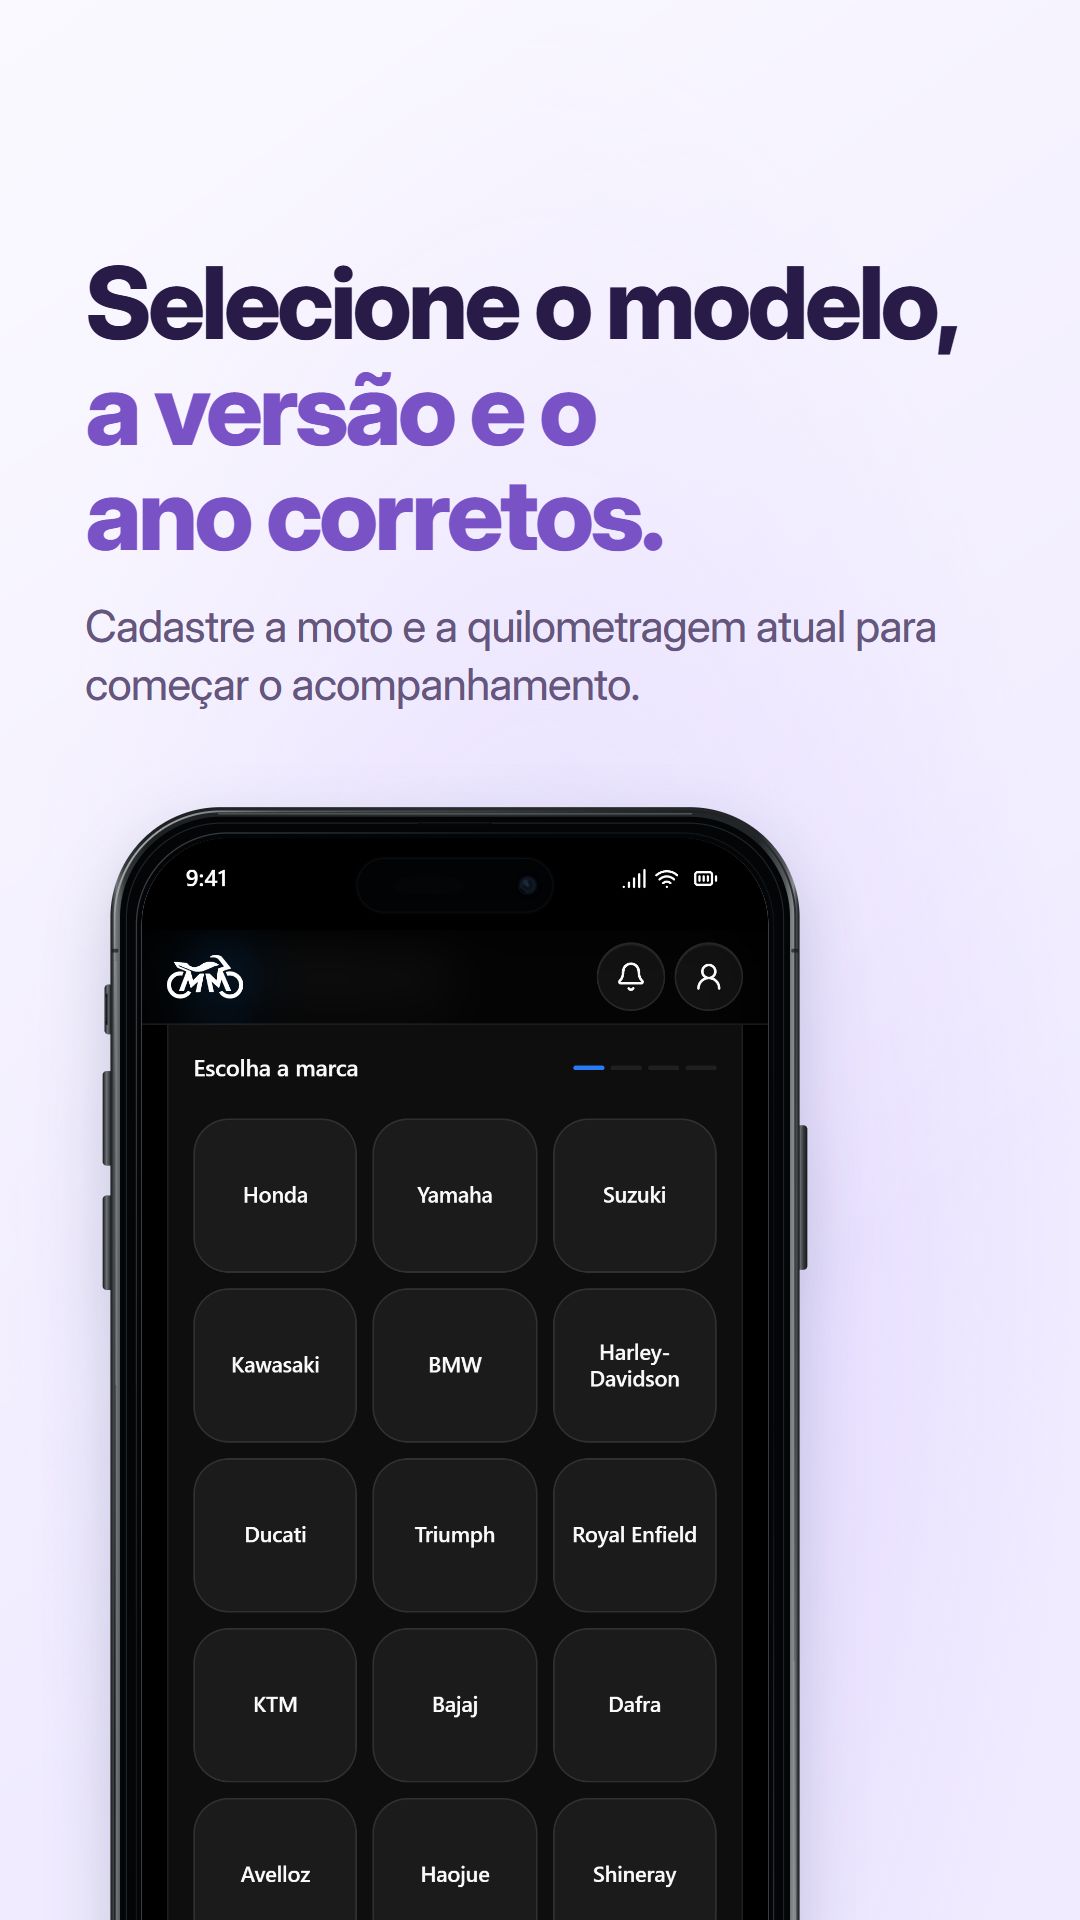 Selecione o modelo,
a versão e o
ano corretos.
Cadastre a moto e a quilometragem atual para
começar o acompanhamento.
9:41
MM
Escolha a marca
Honda
Yamaha
Suzuki
Kawasaki
BMW
Harley-
Davidson
Ducati
Triumph
Royal Enfield
KTM
Bajaj
Dafra
Avelloz
Haojue
Shineray